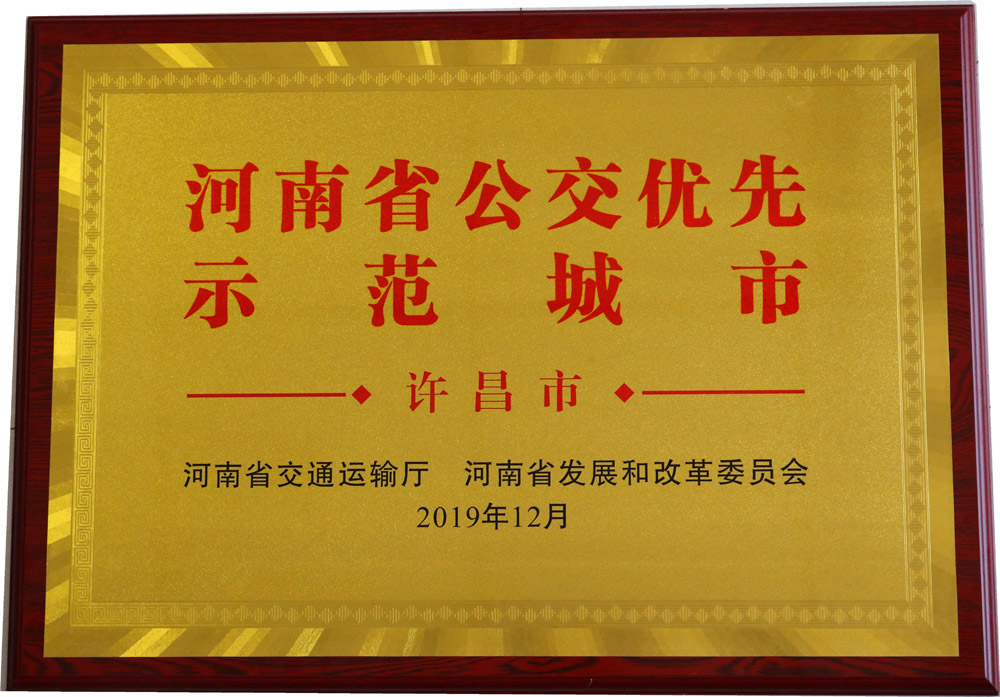 河南省公交优先
示范城市
许昌市
河南省交通运输厅 河南省发展和改革委员会
2019年12月